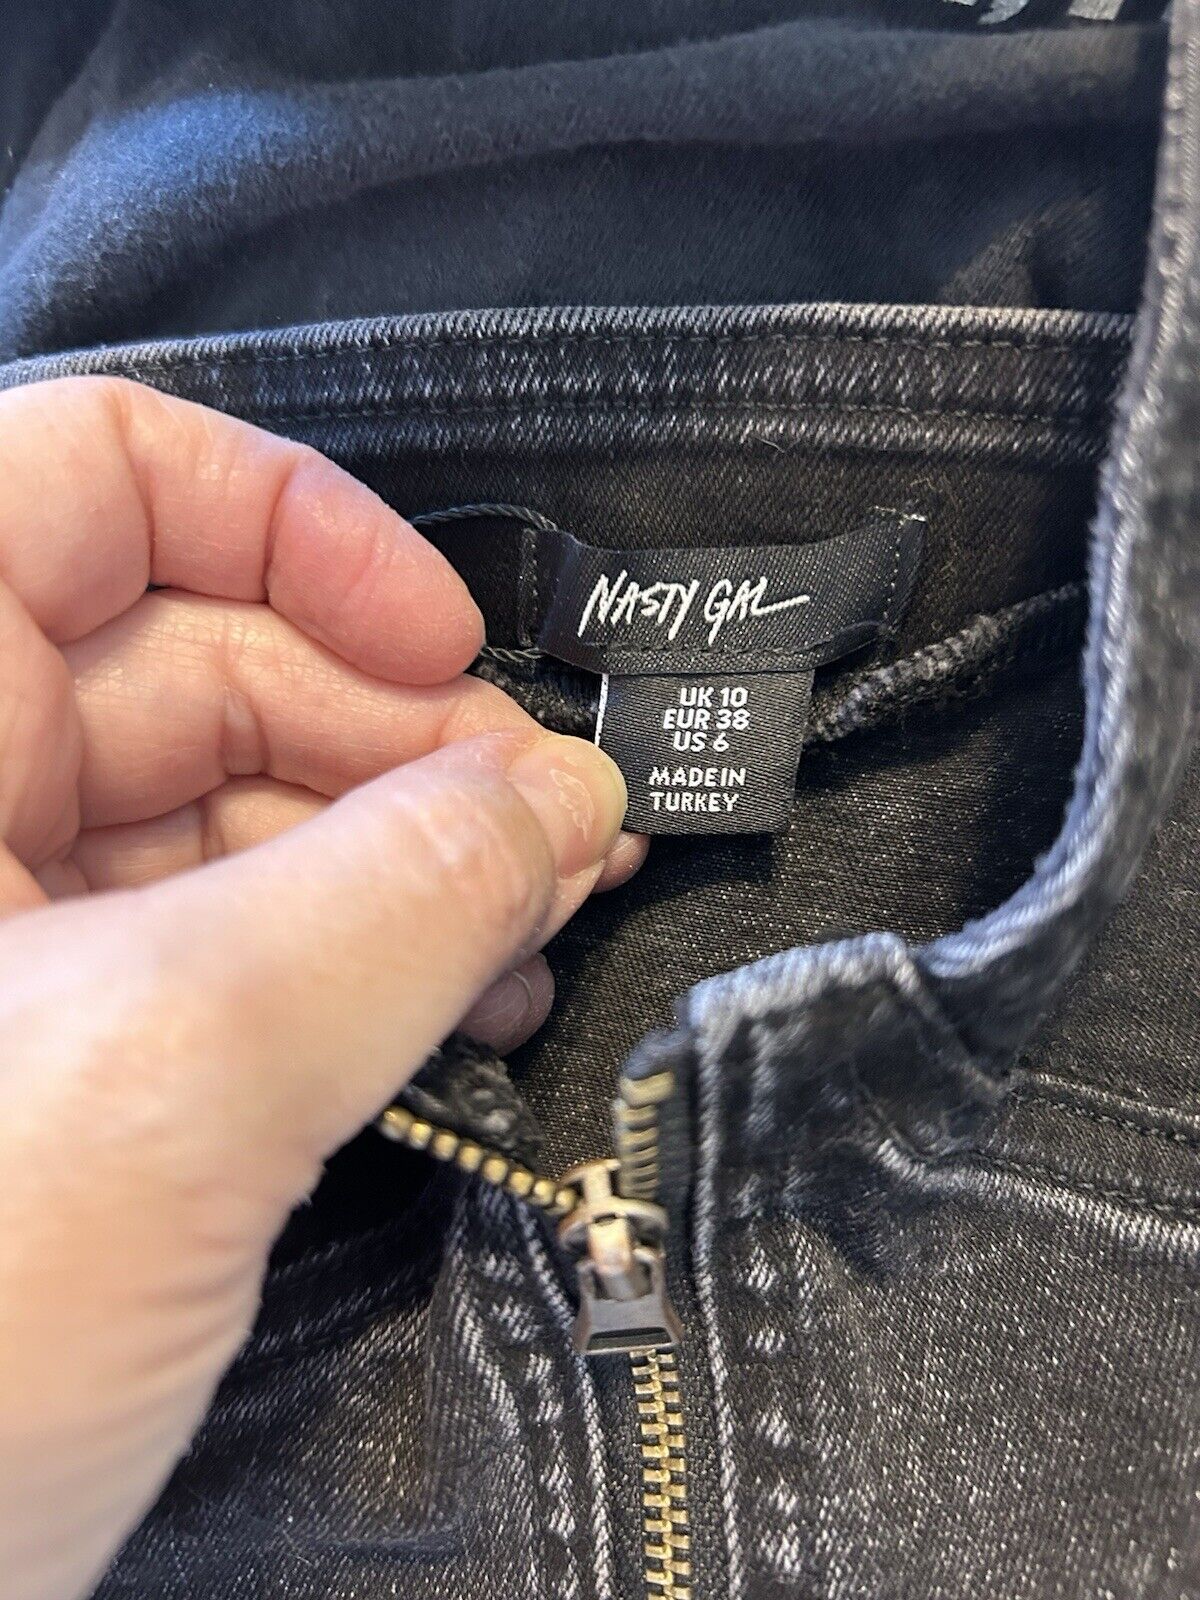 NASTY GAL
UK 10
EUR 38
US 6
MADE IN
TURKEY